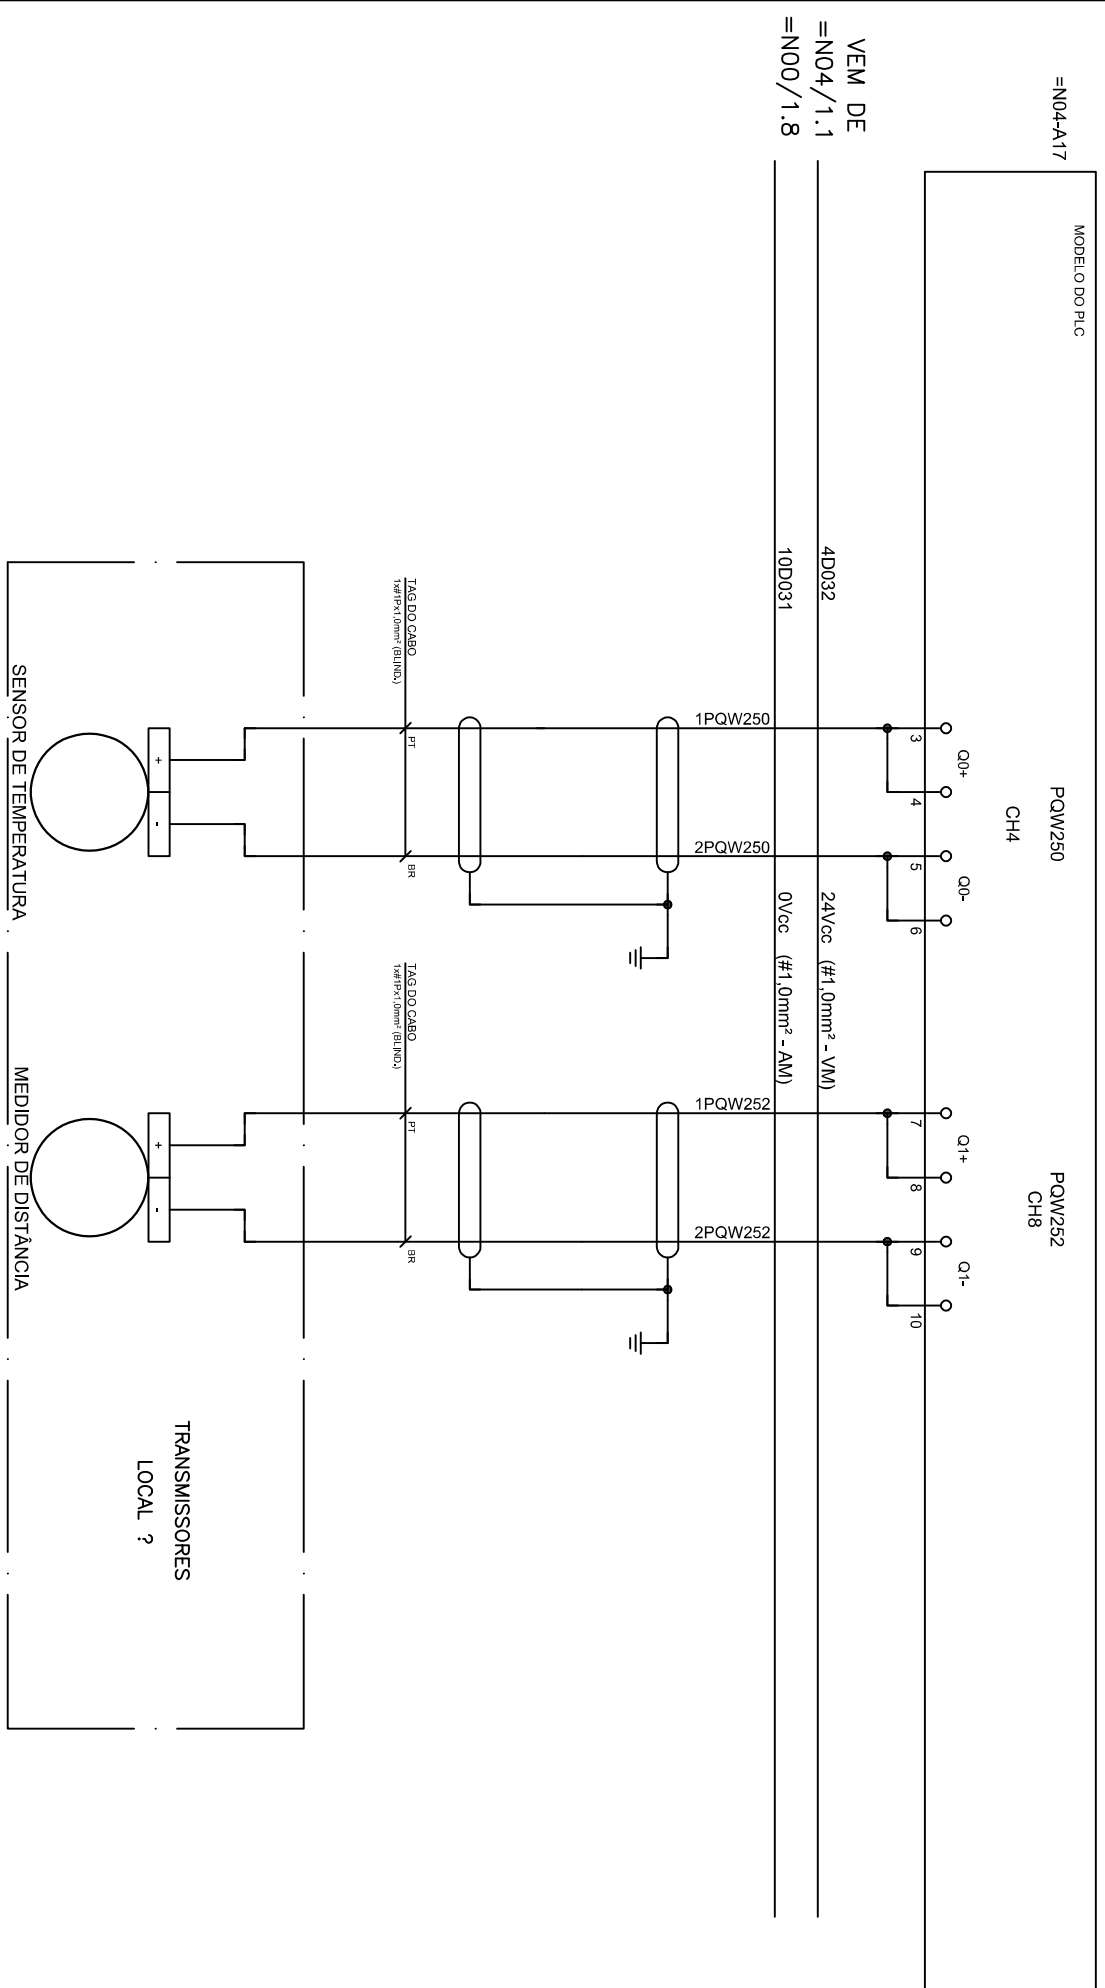 =N04-A17
MODELO DO PLC
PQW250
CH4
PQW252
CH8
Q0+
Q0-
Q1+
Q1-
3
4
5
6
7
8
9
10
VEM DE
=N04/1.1
=N00/1.8
4D032
24Vcc (#1,0mm² - VM)
10D031
0Vcc (#1,0mm² - AM)
1PQW250
2PQW250
1PQW252
2PQW252
TAG DO CABO
1x#1Px1,0mm² (BLIND.)
PT
BR
TAG DO CABO
1x#1Px1,0mm² (BLIND.)
PT
BR
+
-
+
-
SENSOR DE TEMPERATURA
MEDIDOR DE DISTÂNCIA
TRANSMISSORES
LOCAL ?